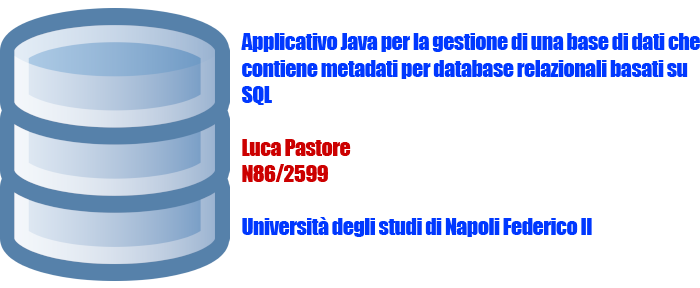 Applicativo Java per la gestione di una base di dati che
contiene metadati per database relazionali basati su
SQL
Luca Pastore
N86/2599
Università degli studi di Napoli Federico II